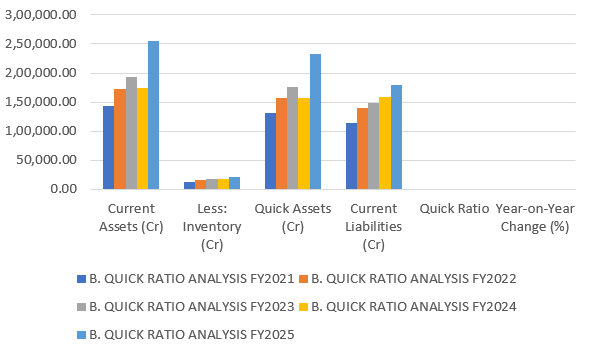 3,00,000.00
2,50,000.00
2,00,000.00
1,50,000.00
1,00,000.00
50,000.00
0.00
Current Assets (Cr)
Less: Inventory (Cr)
Quick Assets (Cr)
Current Liabilities (Cr)
Quick Ratio
Year-on-Year Change (%)
B. QUICK RATIO ANALYSIS FY2021
B. QUICK RATIO ANALYSIS FY2022
B. QUICK RATIO ANALYSIS FY2023
B. QUICK RATIO ANALYSIS FY2024
B. QUICK RATIO ANALYSIS FY2025